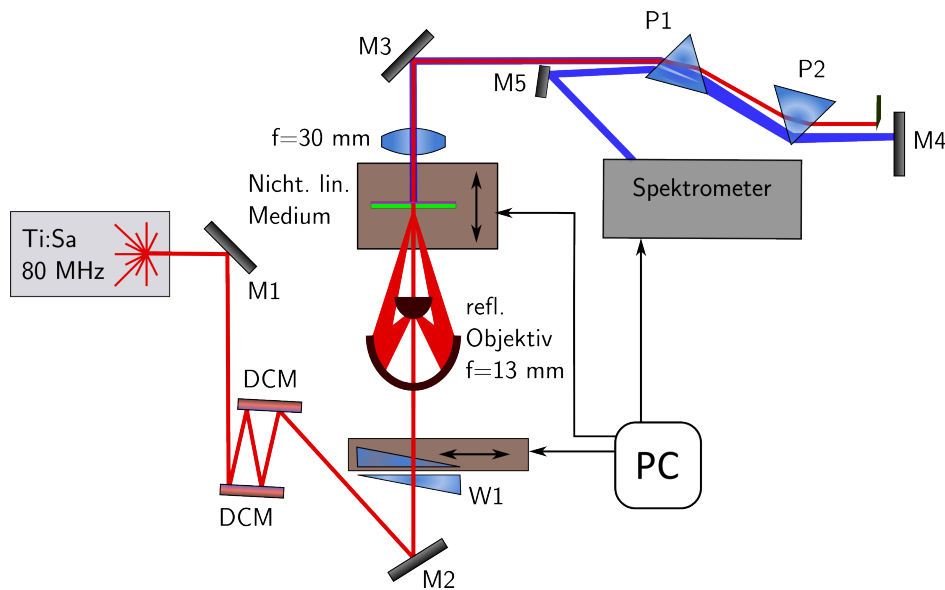 P1
M3
P2
M5
f=30 mm
M4
Nicht. lin.
Medium
Spektrometer
Ti:Sa
80 MHz
M1
refl.
Objektiv
f=13 mm
DCM
PC
W1
DCM
M2